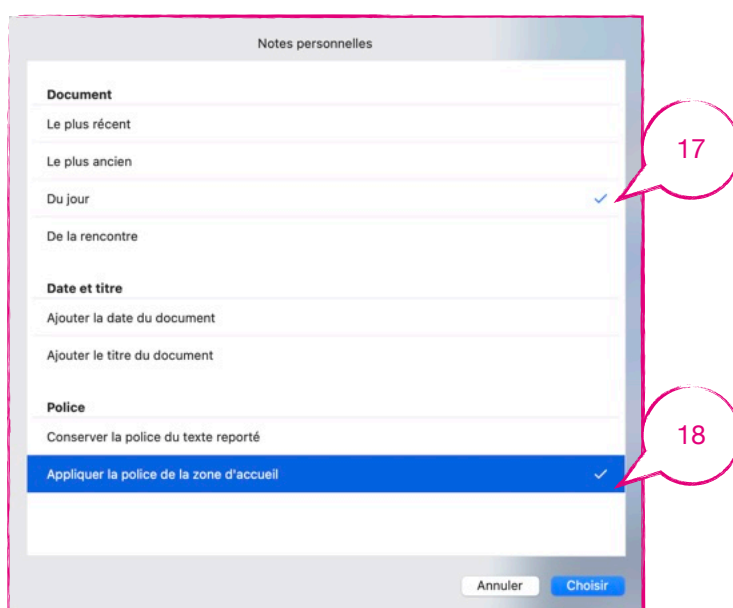 Notes personnelles
Document
Le plus récent
Le plus ancien
17
Du jour
De la rencontre
Date et titre
Ajouter la date du document
Ajouter le titre du document
Police
Conserver la police du texte reporté
18
Appliquer la police de la zone d'accueil
Annuler
Choisir